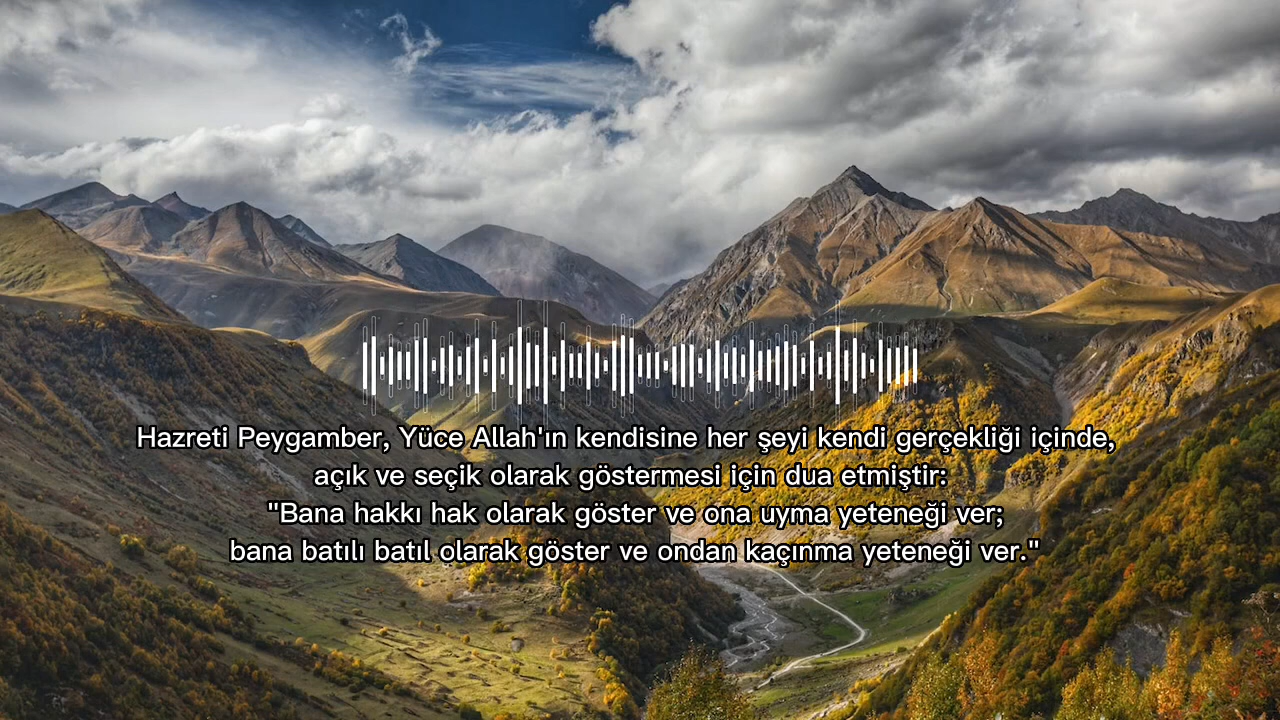 Hazreti Peygamber, Yüce Allah'ın kendisine her şeyi kendi gerçekliği içinde,
açık ve seçik olarak göstermesi için dua etmiştir:
"Bana hakkı hak olarak göster ve ona uyma yeteneği ver;
bana batılı batıl olarak göster ve ondan kaçınma yeteneği ver."